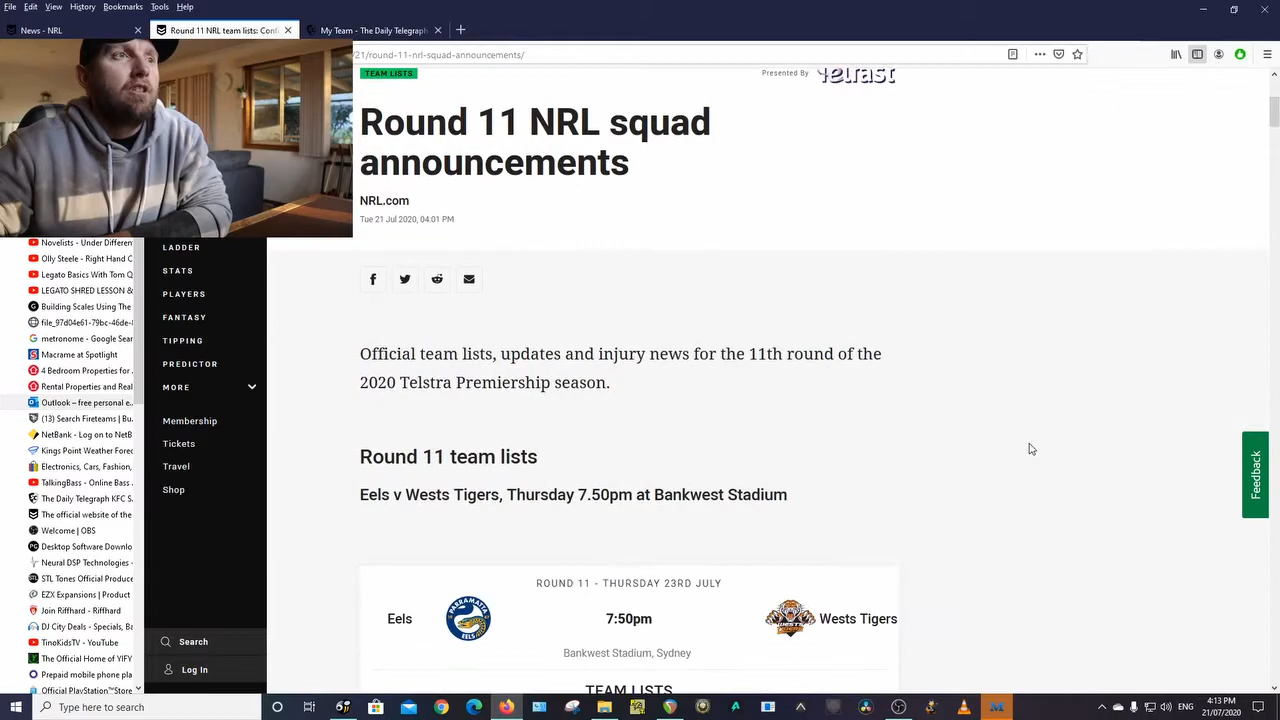 File Edit View History Bookmarks Tools Help
News - NRL
Round 11 NRL team lists: Conf
My Team - The Daily Telegraph
21/round-11-nrl-squad-announcements/
TEAM LISTS
Presented By
Telfast
Round 11 NRL squad
announcements
NRL.com
Tue 21 Jul 2020, 04:01 PM
Novelists - Under Differen
Olly Steele - Right Hand C
Legato Basics With Tom Q
LEGATO SHRED LESSON &
Building Scales Using The
file_97d04e61-79bc-46de-8
metronome - Google Sear
Macrame at Spotlight
4 Bedroom Properties for
Rental Properties and Real
Outlook – free personal e
(13) Search Fireteams | Bu
NetBank - Log on to NetB
Kings Point Weather Forec
Electronics, Cars, Fashion,
TalkingBass - Online Bass
The Daily Telegraph KFC S
The official website of the
Welcome | OBS
Desktop Software Downlo
Neural DSP Technologies -
STL Tones Official Produce
EZX Expansions | Product
Join Riffhard - Riffhard
DJ City Deals - Specials, Ba
TinoKidsTV - YouTube
The Official Home of YIFY
Prepaid mobile phone pla
Official PlayStation™Store
LADDER
STATS
PLAYERS
FANTASY
TIPPING
PREDICTOR
MORE
Membership
Tickets
Travel
Shop
Search
Log In
Official team lists, updates and injury news for the 11th round of the
2020 Telstra Premiership season.
Round 11 team lists
Eels v Wests Tigers, Thursday 7.50pm at Bankwest Stadium
ROUND 11 - THURSDAY 23RD JULY
Eels
PARRAMATTA
EELS
7:50pm
Wests Tigers
Bankwest Stadium, Sydney
TEAM LISTS
Feedback
Type here to search
ENG
4:13 PM
21/07/2020